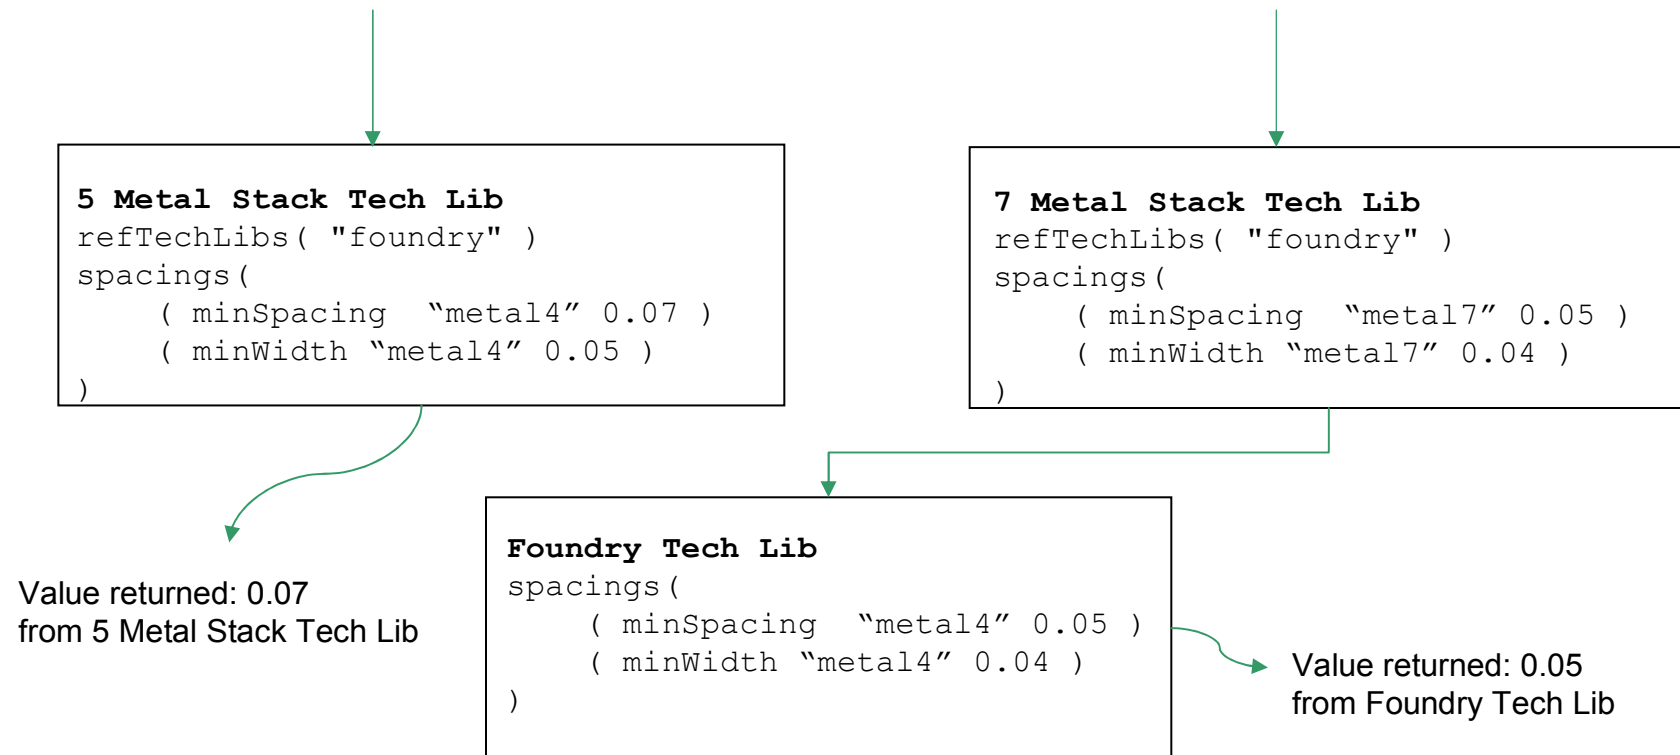 5 Metal Stack Tech Lib
refTechLibs( "foundry" )
spacings(
( minSpacing “metal4” 0.07 )
( minWidth “metal4” 0.05 )
)
7 Metal Stack Tech Lib
refTechLibs( "foundry" )
spacings(
( minSpacing “metal7” 0.05 )
( minWidth “metal7” 0.04 )
)
Value returned: 0.07
from 5 Metal Stack Tech Lib
Foundry Tech Lib
spacings(
( minSpacing “metal4” 0.05 )
( minWidth “metal4” 0.04 )
)
Value returned: 0.05
from Foundry Tech Lib